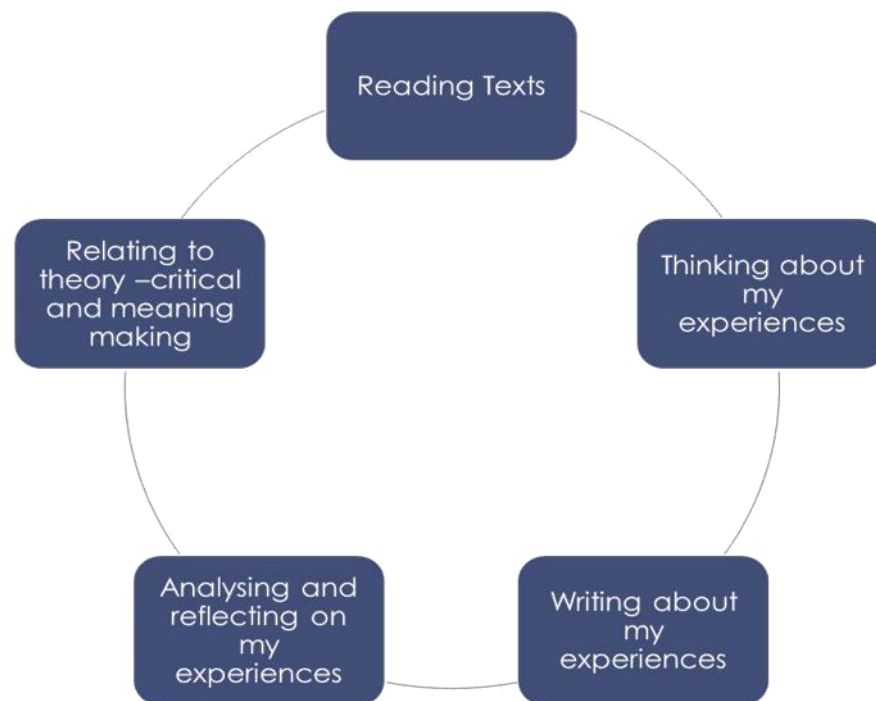 Reading Texts
Thinking about
my
experiences
Writing about
my
experiences
Analysing and
reflecting on
my
experiences
Relating to
theory –critical
and meaning
making